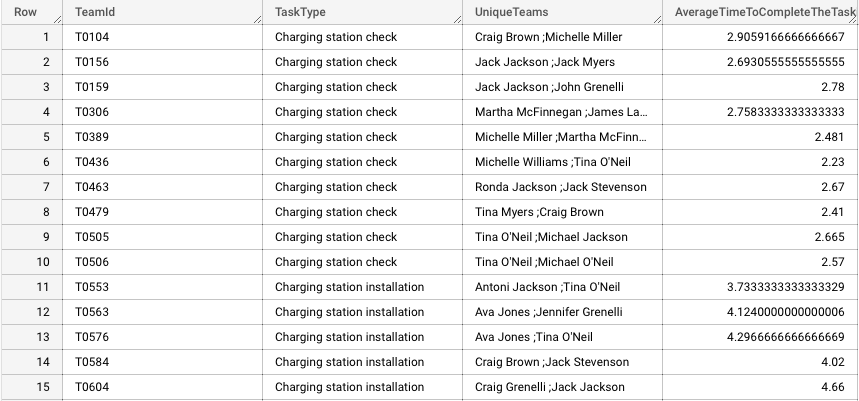 Row TeamId TaskType UniqueTeams AverageTimeToCompleteTheTask
1 T0104 Charging station check Craig Brown ;Michelle Miller 2.9059166666666667
2 T0156 Charging station check Jack Jackson ;Jack Myers 2.6930555555555555
3 T0159 Charging station check Jack Jackson ;John Grenelli 2.78
4 T0306 Charging station check Martha McFinnegan ;James La... 2.7583333333333333
5 T0389 Charging station check Michelle Miller ;Martha McFinn... 2.481
6 T0436 Charging station check Michelle Williams ;Tina O'Neil 2.23
7 T0463 Charging station check Ronda Jackson ;Jack Stevenson 2.67
8 T0479 Charging station check Tina Myers ;Craig Brown 2.41
9 T0505 Charging station check Tina O'Neil ;Michael Jackson 2.665
10 T0506 Charging station check Tina O'Neil ;Michael O'Neil 2.57
11 T0553 Charging station installation Antoni Jackson ;Tina O'Neil 3.7333333333333329
12 T0563 Charging station installation Ava Jones ;Jennifer Grenelli 4.1240000000000006
13 T0576 Charging station installation Ava Jones ;Tina O'Neil 4.2966666666666669
14 T0584 Charging station installation Craig Brown ;Jack Stevenson 4.02
15 T0604 Charging station installation Craig Grenelli ;Jack Jackson 4.66